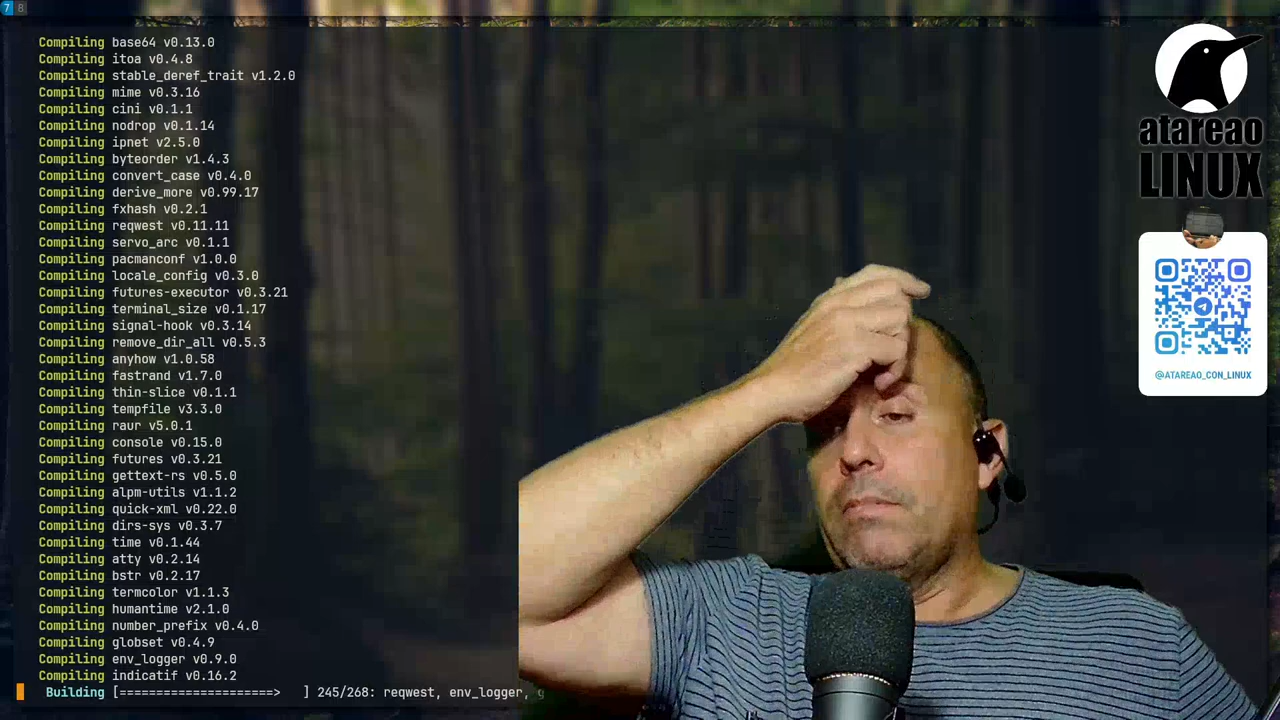 7 8
Compiling base64 v0.13.0
Compiling itoa v0.4.8
Compiling stable_deref_trait v1.2.0
Compiling mime v0.3.16
Compiling cini v0.1.1
Compiling nodrop v0.1.14
Compiling ipnet v2.5.0
Compiling byteorder v1.4.3
Compiling convert_case v0.4.0
Compiling derive_more v0.99.17
Compiling fxhash v0.2.1
Compiling reqwest v0.11.11
Compiling servo_arc v0.1.1
Compiling pacmanconf v1.0.0
Compiling locale_config v0.3.0
Compiling futures-executor v0.3.21
Compiling terminal_size v0.1.17
Compiling signal-hook v0.3.14
Compiling remove_dir_all v0.5.3
Compiling anyhow v1.0.58
Compiling fastrand v1.7.0
Compiling thin-slice v0.1.1
Compiling tempfile v3.3.0
Compiling raur v5.0.1
Compiling console v0.15.0
Compiling futures v0.3.21
Compiling gettext-rs v0.5.0
Compiling alpm-utils v1.1.2
Compiling quick-xml v0.22.0
Compiling dirs-sys v0.3.7
Compiling time v0.1.44
Compiling atty v0.2.14
Compiling bstr v0.2.17
Compiling termcolor v1.1.3
Compiling humantime v2.1.0
Compiling number_prefix v0.4.0
Compiling globset v0.4.9
Compiling env_logger v0.9.0
Compiling indicatif v0.16.2
Building [=====================>   ] 245/268: reqwest, env_logger, g
atareao
LINUX
@ATAREAO_CON_LINUX